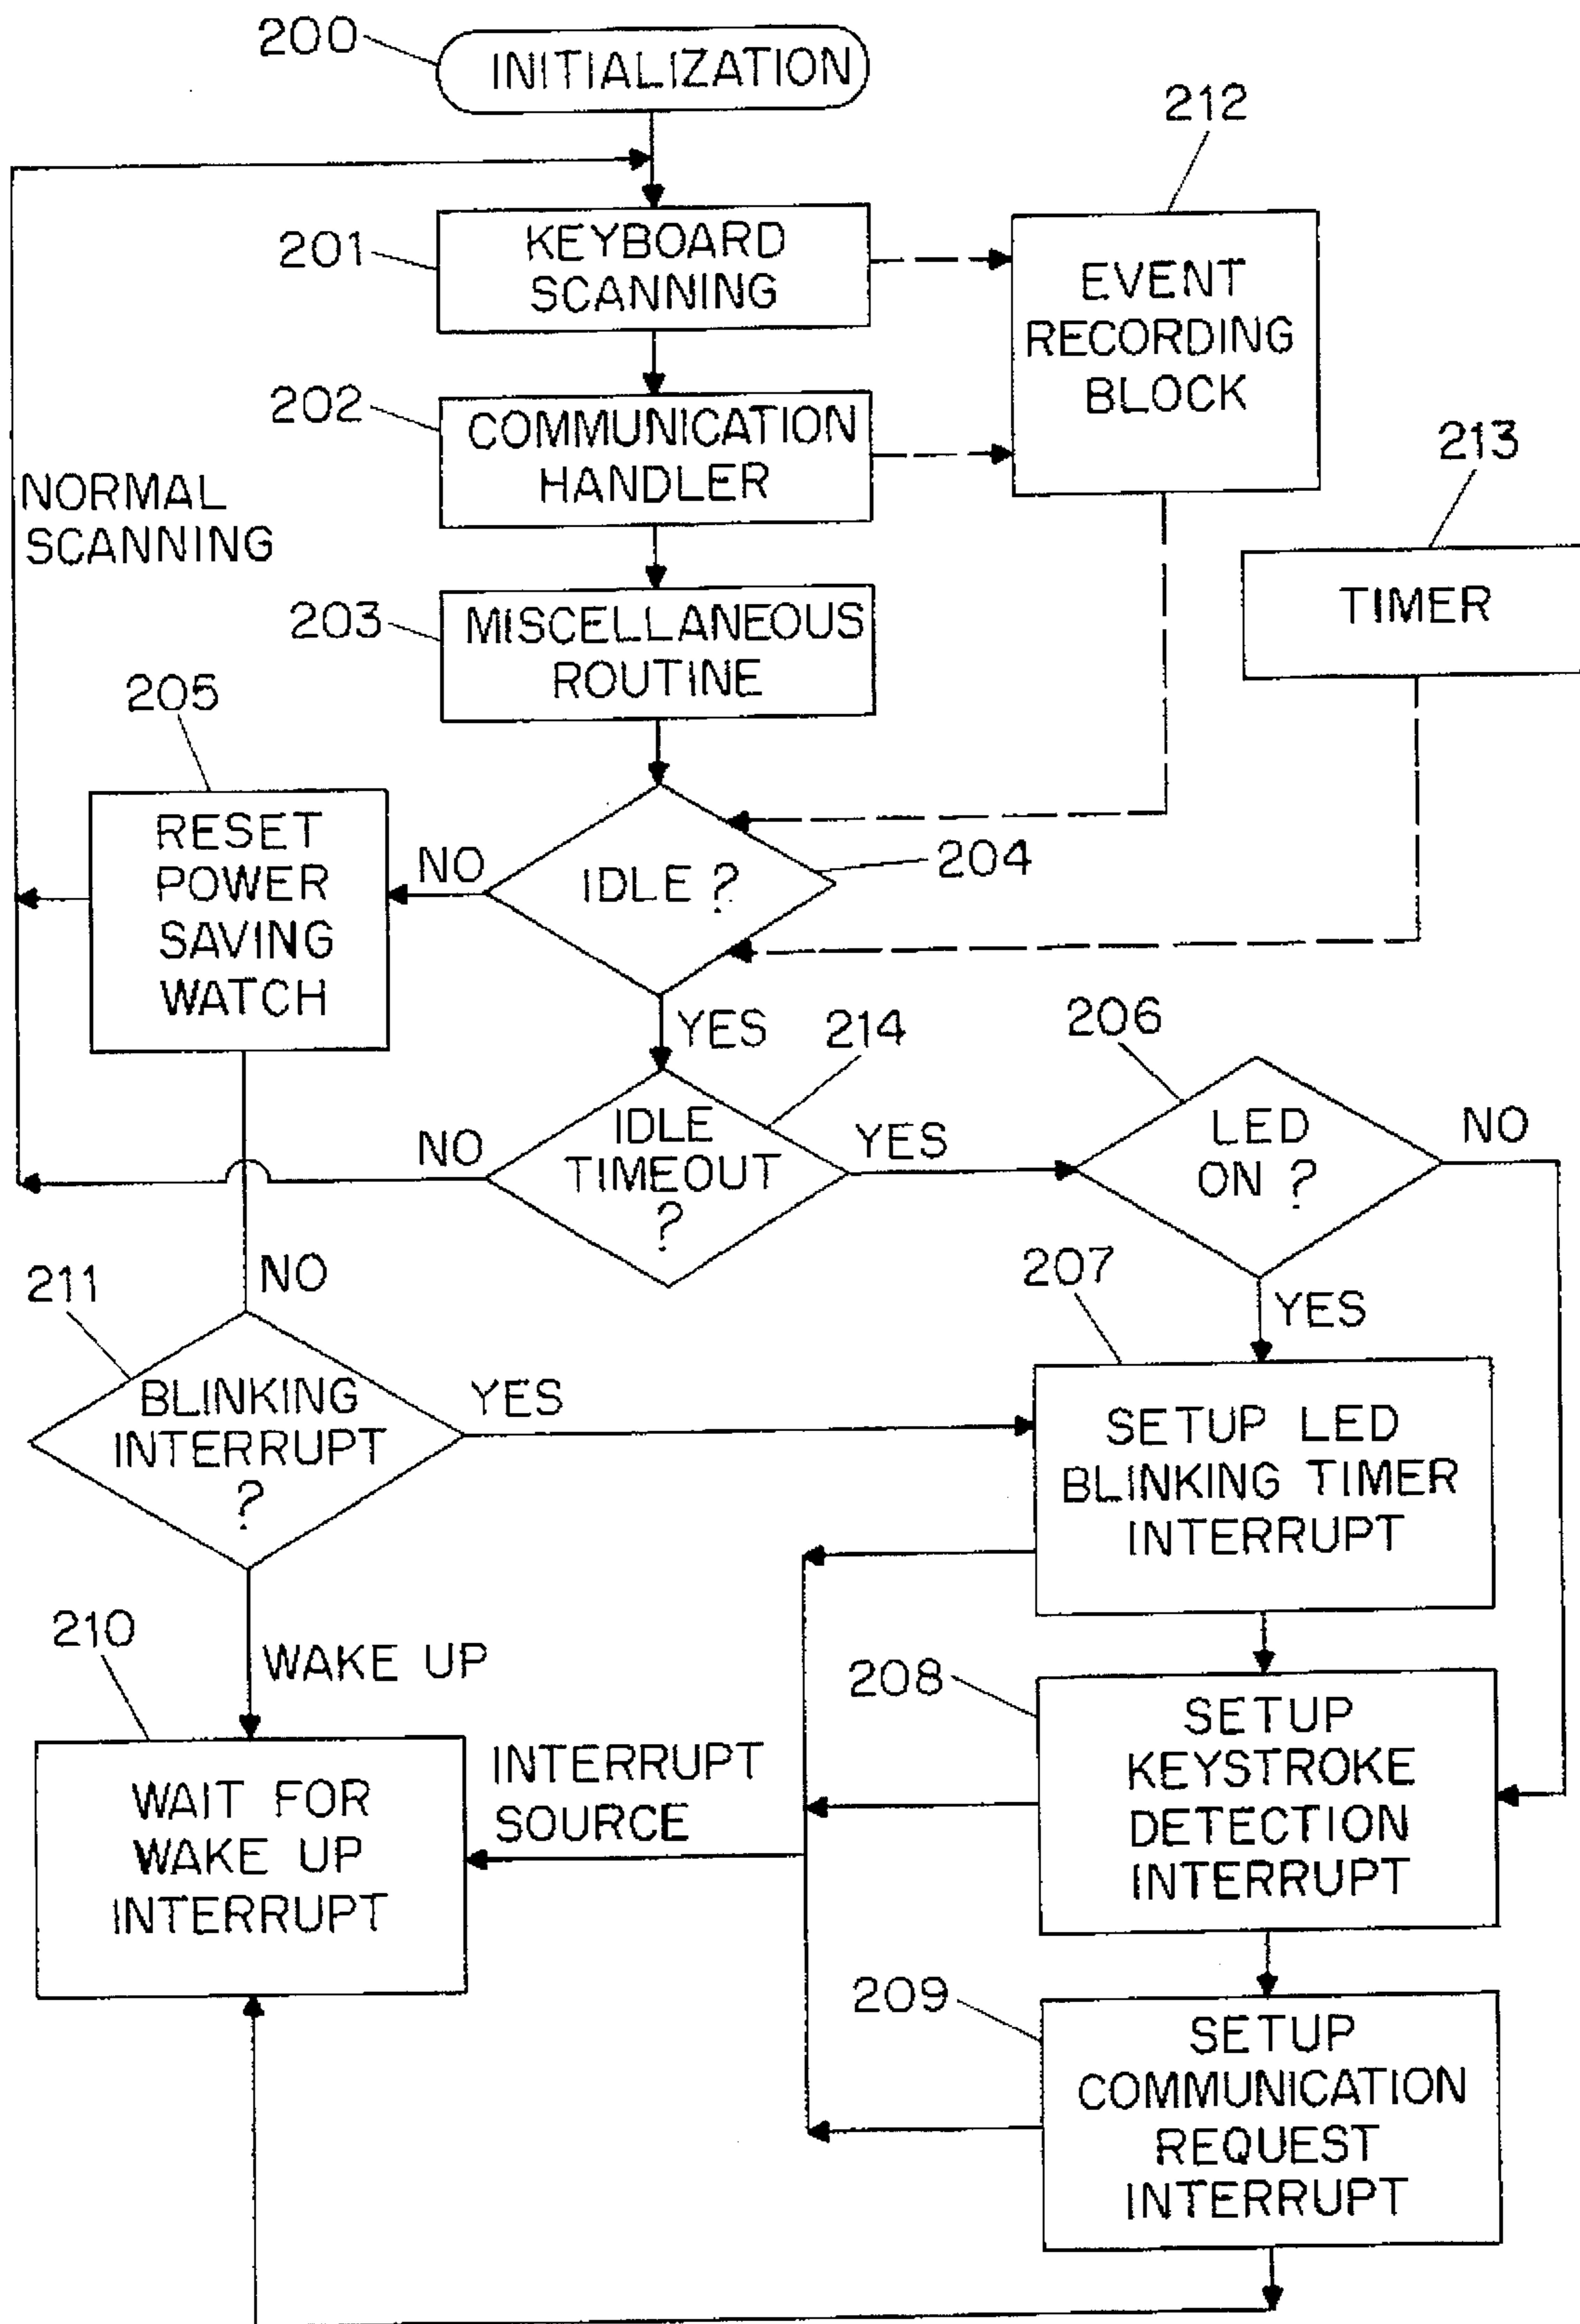 200
INITIALIZATION
212
201
KEYBOARD
SCANNING
EVENT
RECORDING
BLOCK
202
COMMUNICATION
HANDLER
213
NORMAL
SCANNING
TIMER
203
MISCELLANEOUS
ROUTINE
205
RESET
POWER
SAVING
WATCH
NO
IDLE ?
204
YES
214
206
NO
IDLE
TIMEOUT
?
YES
LED
ON ?
NO
207
YES
211
NO
BLINKING
INTERRUPT
?
YES
SETUP LED
BLINKING TIMER
INTERRUPT
210
WAKE UP
208
SETUP
KEYSTROKE
DETECTION
INTERRUPT
INTERRUPT
SOURCE
WAIT FOR
WAKE UP
INTERRUPT
209
SETUP
COMMUNICATION
REQUEST
INTERRUPT